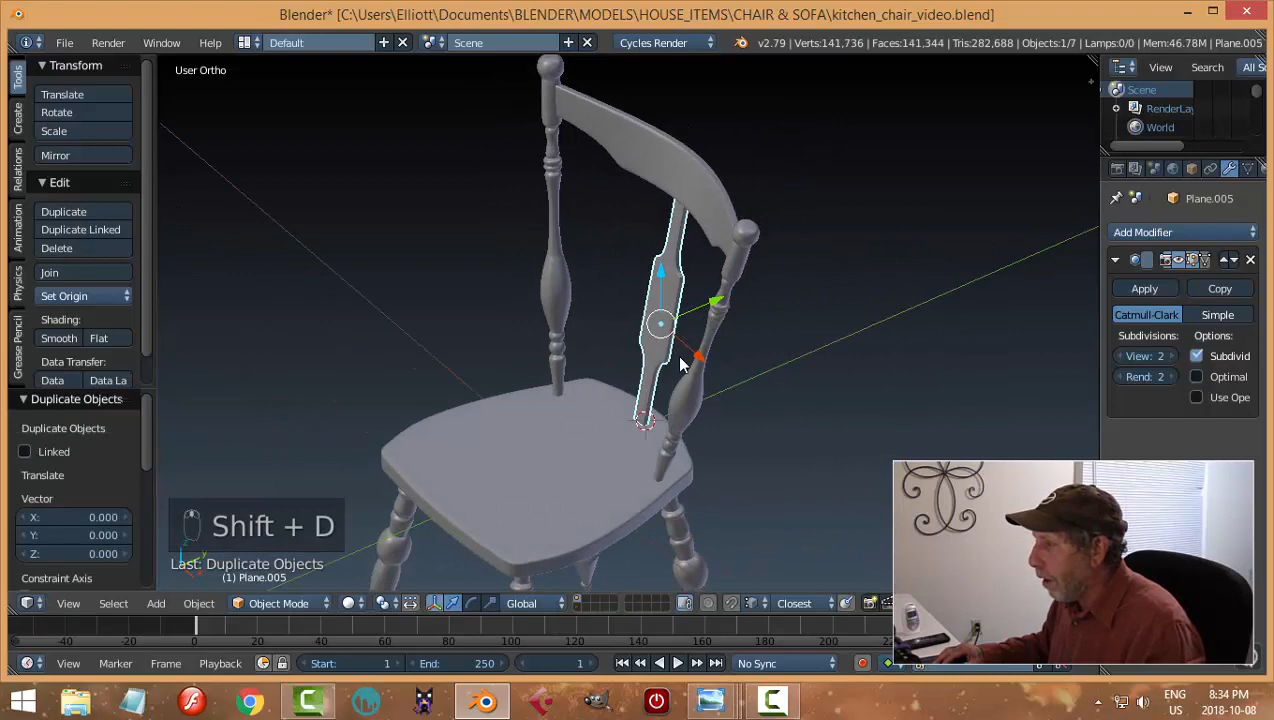 Blender* [C:\Users\Elliott\Documents\BLENDER\MODELS\HOUSE_ITEMS\CHAIR & SOFA\kitchen_chair_video.blend]
File Render Window Help Default Scene Cycles Render v2.79 | Verts:141,736 | Faces:141,344 | Tris:282,688 | Objects:1/7 | Lamps:0/0 | Mem:46.78M | Plane.005
Tools
Create
Relations
Animation
Physics
Grease Pencil
Transform
Translate
Rotate
Scale
Mirror
Edit
Duplicate
Duplicate Linked
Delete
Join
Set Origin
Shading:
Smooth Flat
Data Transfer:
Data Data La
Duplicate Objects
Duplicate Objects
Linked
Translate
Vector
X: 0.000
Y: 0.000
Z: 0.000
Constraint Axis
User Ortho
Shift + D
Last: Duplicate Objects
(1) Plane.005
View Search All S
Scene
RenderLay
World
Plane.005
Add Modifier
Apply Copy
Catmull-Clark Simple
Subdivisions: Options:
View: 2 Subdivid
Rend: 2 Optimal
Use Ope
View Select Add Object Object Mode Global Closest
-40 -20 0 20 40 60 80 100 120 140 160 180 200
View Marker Frame Playback Start: 1 End: 250 1 No Sync
ENG 8:34 PM
US 2018-10-08